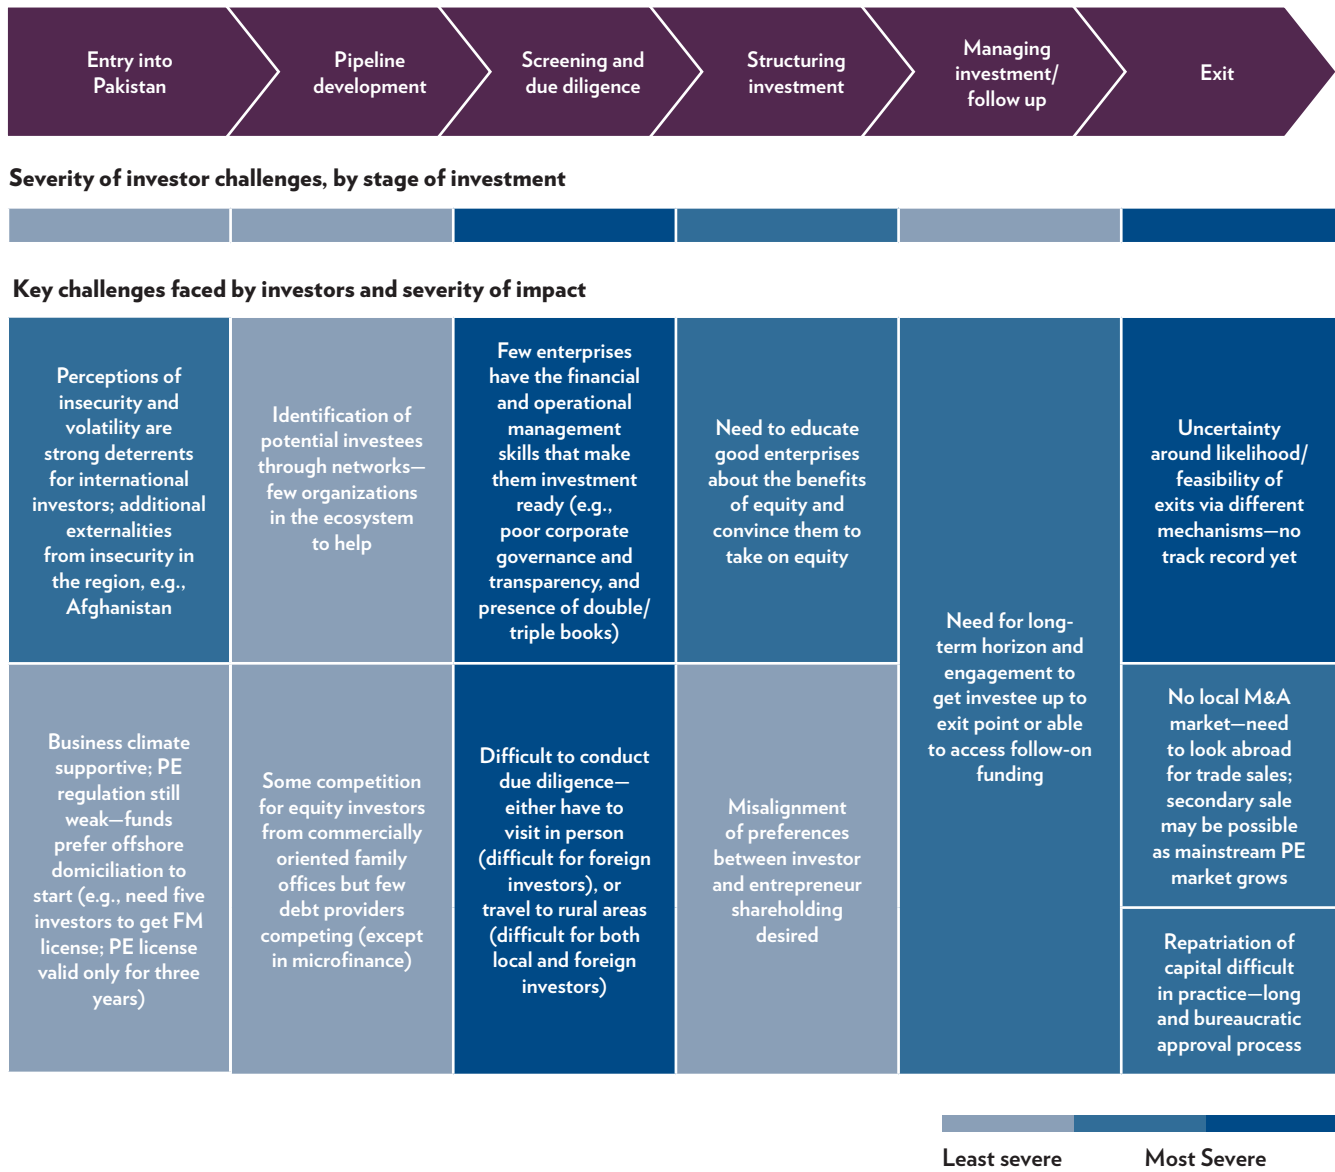 Entry into
Pakistan
Pipeline
development
Screening and
due diligence
Structuring
investment
Managing
investment/
follow up
Exit
Severity of investor challenges, by stage of investment
Key challenges faced by investors and severity of impact
Perceptions of
insecurity and
volatility are
strong deterrents
for international
investors; additional
externalities
from insecurity in
the region, e.g.,
Afghanistan
Identification of
potential investees
through networks—
few organizations
in the ecosystem
to help
Few enterprises
have the financial
and operational
management
skills that make
them investment
ready (e.g.,
poor corporate
governance and
transparency, and
presence of double/
triple books)
Need to educate
good enterprises
about the benefits
of equity and
convince them to
take on equity
Need for long-
term horizon and
engagement to
get investee up to
exit point or able
to access follow-on
funding
Uncertainty
around likelihood/
feasibility of
exits via different
mechanisms—no
track record yet
Business climate
supportive; PE
regulation still
weak—funds
prefer offshore
domiciliation to
start (e.g., need five
investors to get FM
license; PE license
valid only for three
years)
Some competition
for equity investors
from commercially
oriented family
offices but few
debt providers
competing (except
in microfinance)
Difficult to conduct
due diligence—
either have to
visit in person
(difficult for foreign
investors), or
travel to rural areas
(difficult for both
local and foreign
investors)
Misalignment
of preferences
between investor
and entrepreneur
shareholding
desired
No local M&A
market—need
to look abroad
for trade sales;
secondary sale
may be possible
as mainstream PE
market grows
Repatriation of
capital difficult
in practice—long
and bureaucratic
approval process
Least severe
Most Severe